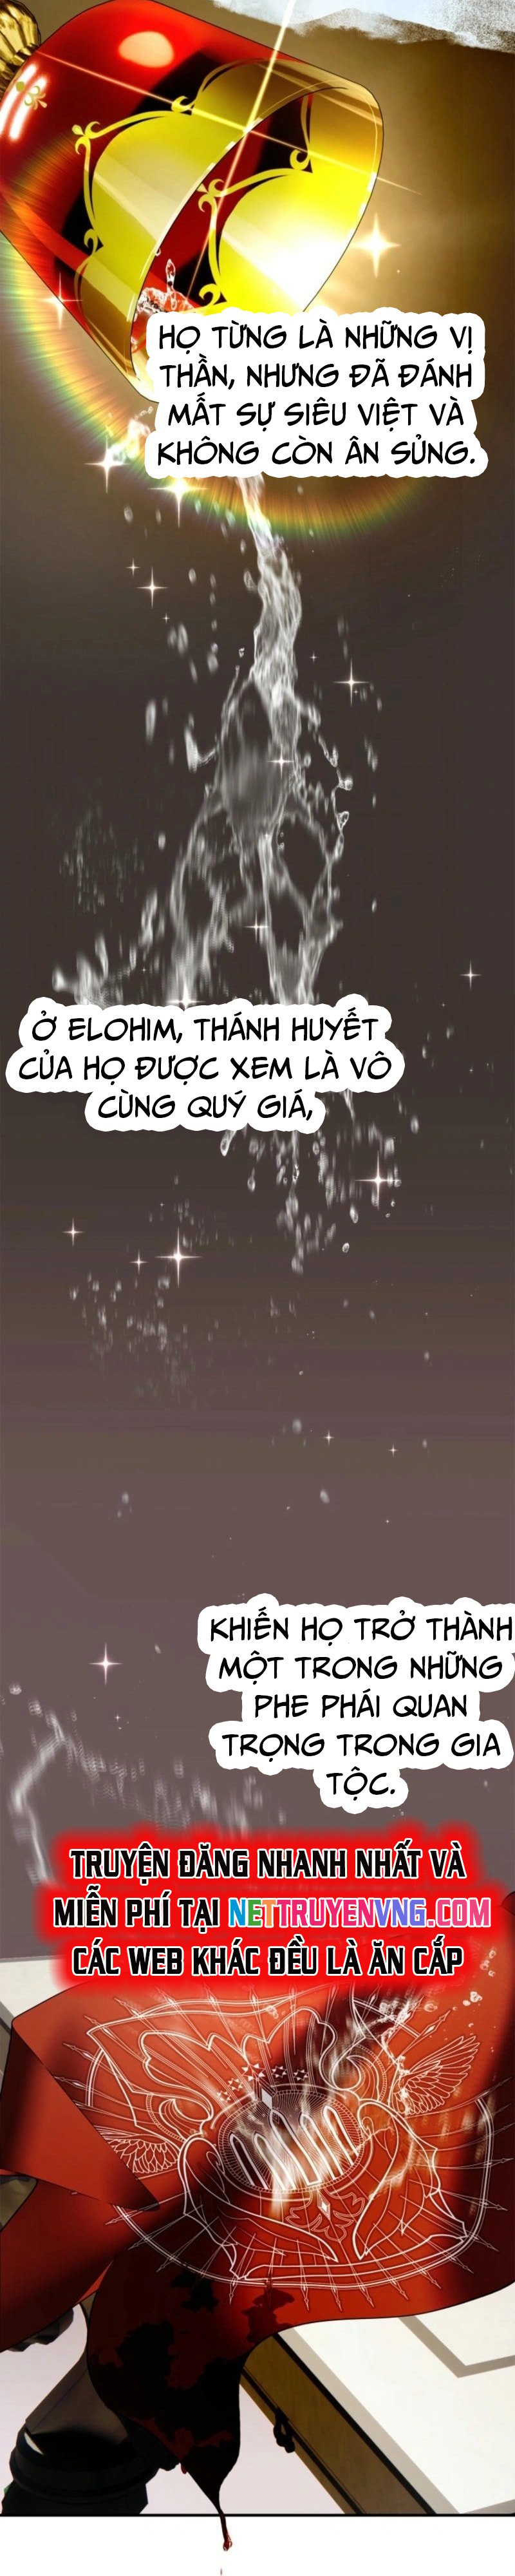 HỌ TỪNG LÀ NHỮNG VỊ
THẦN, NHƯNG ĐÃ ĐÁNH
MẤT SỰ SIÊU VIỆT VÀ
KHÔNG CÒN ÂN SỦNG.
Ở ELOHIM, THÁNH HUYẾT
CỦA HỌ ĐƯỢC XEM LÀ VÔ
CÙNG QUÝ GIÁ,
KHIẾN HỌ TRỞ THÀNH
MỘT TRONG NHỮNG
PHE PHÁI QUAN
TRỌNG TRONG GIA
TỘC.
TRUYỆN ĐĂNG NHANH NHẤT VÀ
MIỄN PHÍ TẠI NETTRUYENVNG.COM
CÁC WEB KHÁC ĐỀU LÀ ĂN CẮP